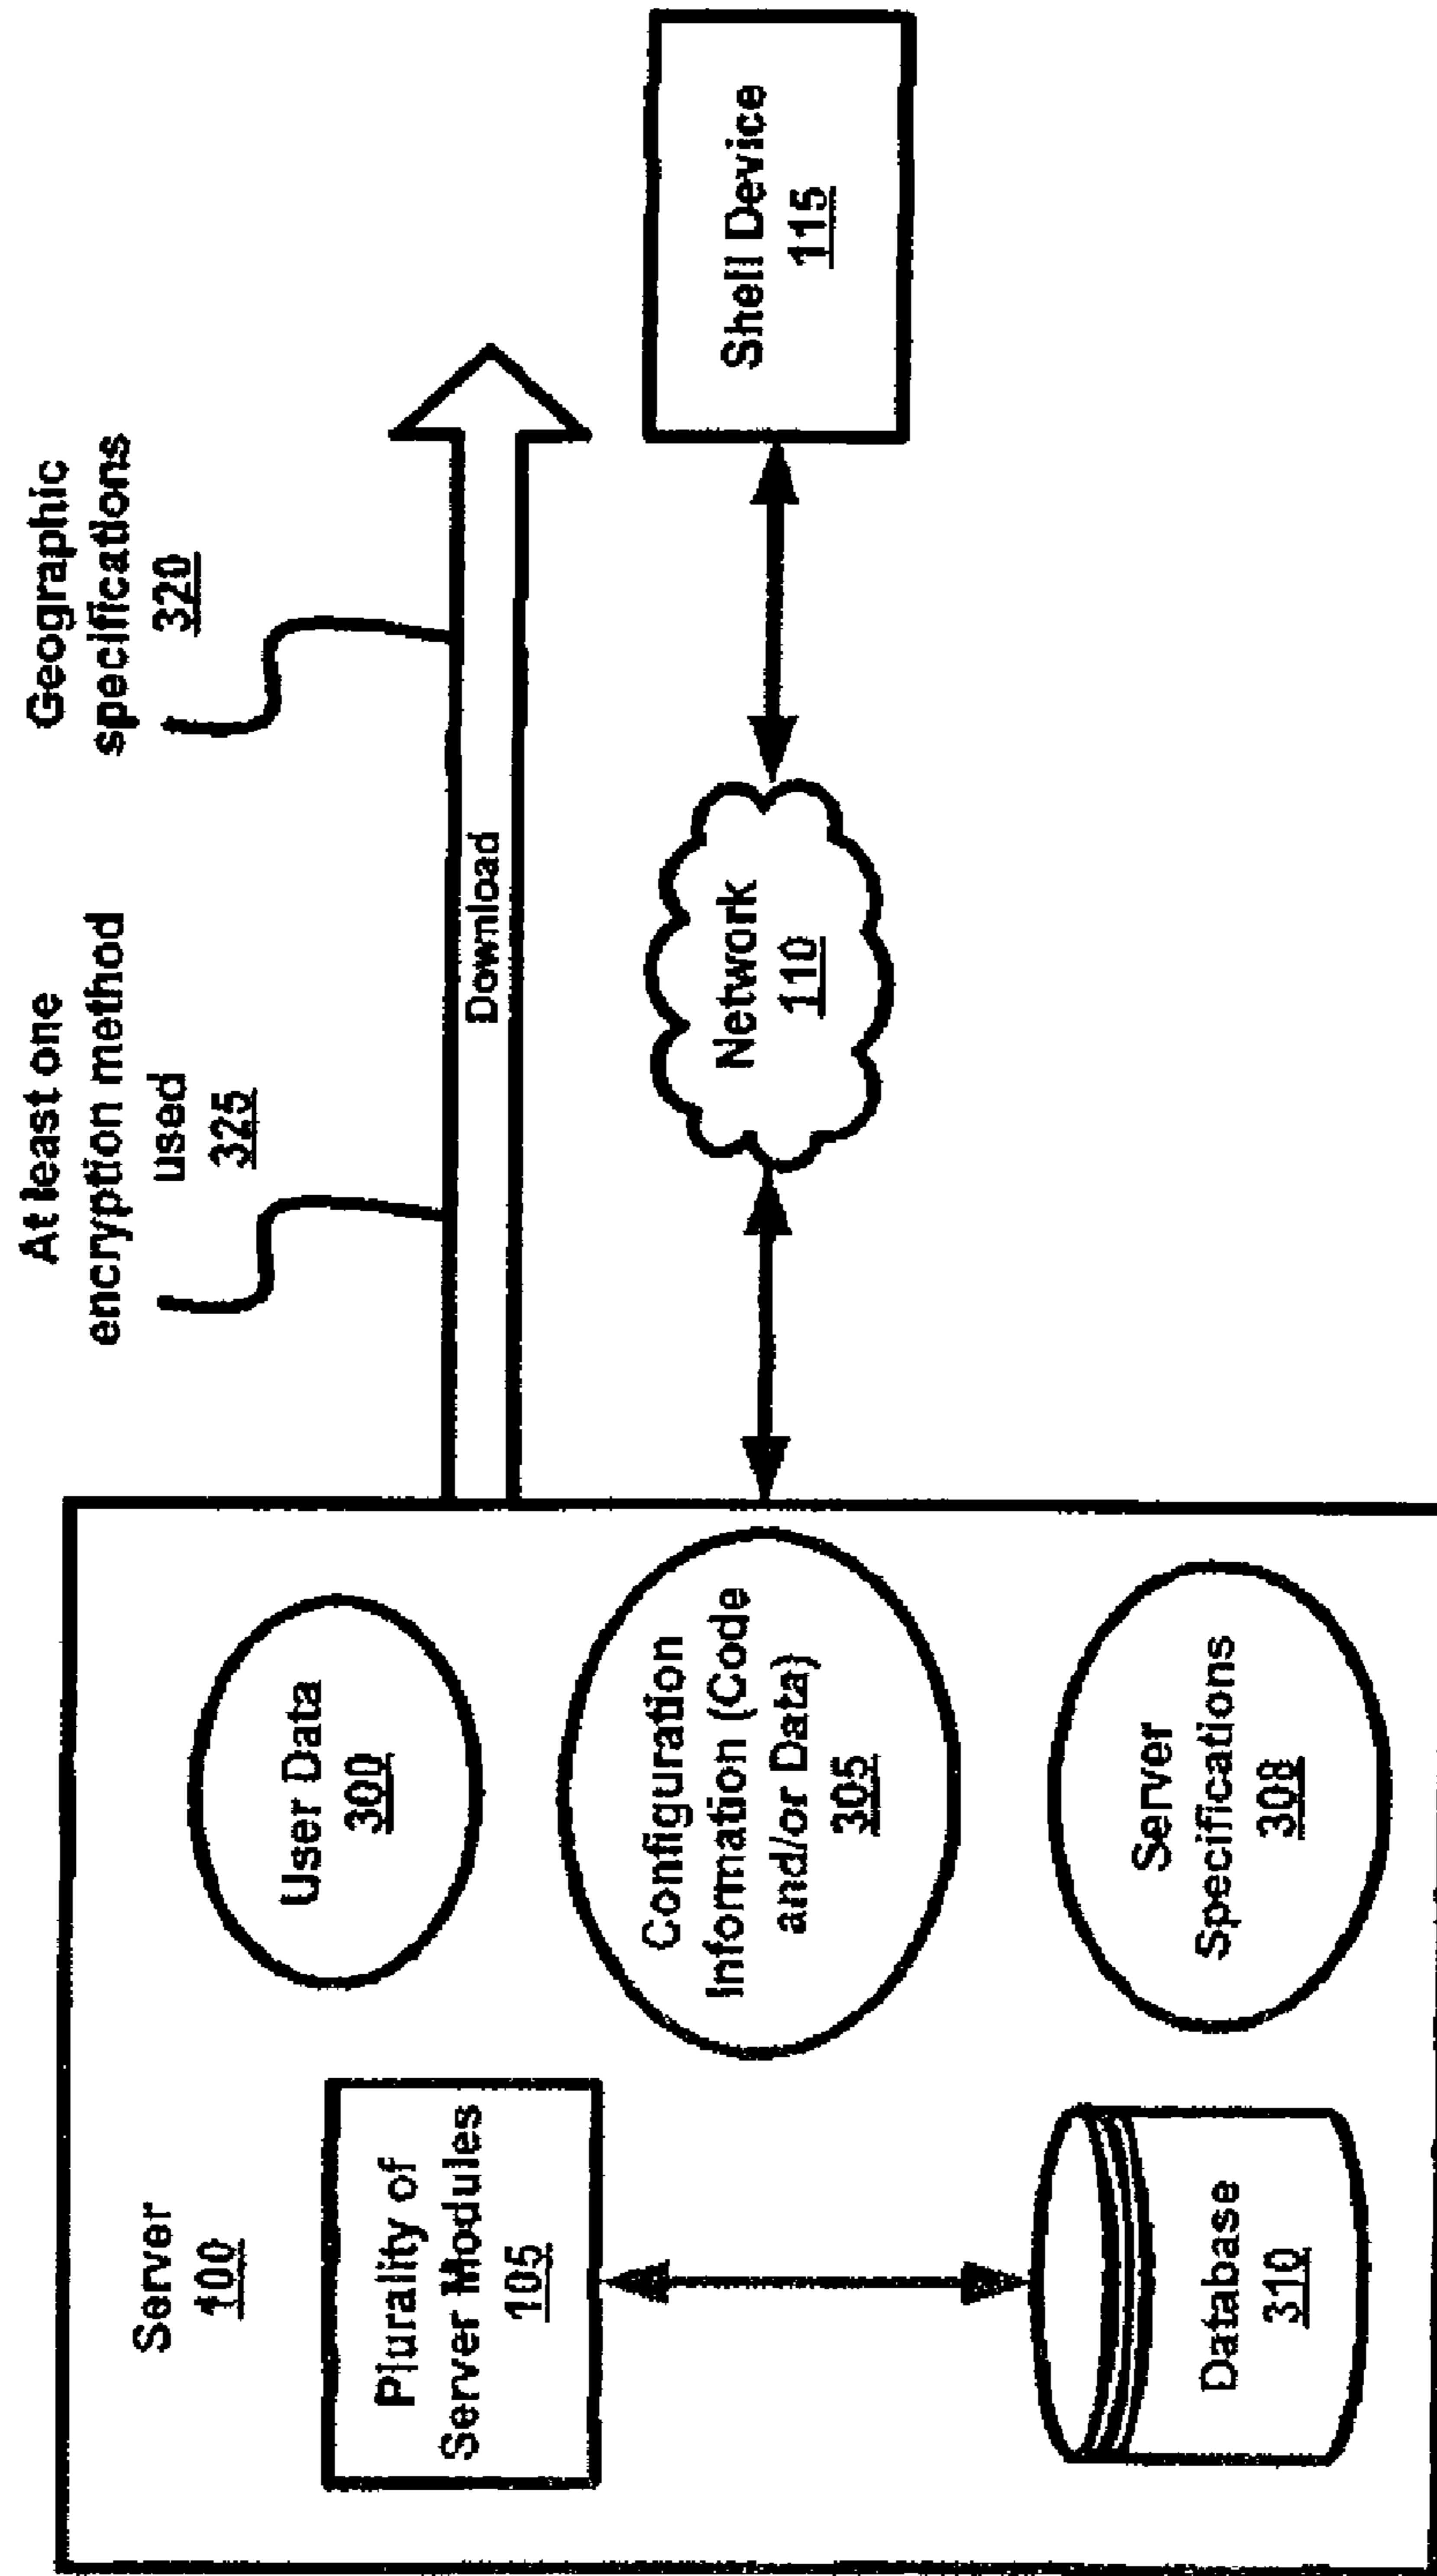 Server
100
Plurality of
Server Modules
105
Database
310
User Data
300
Configuration
Information (Code
and/or Data)
305
Server
Specifications
308
At least one
encryption method
used
325
Geographic
specifications
320
Download
Network
110
Shell Device
115